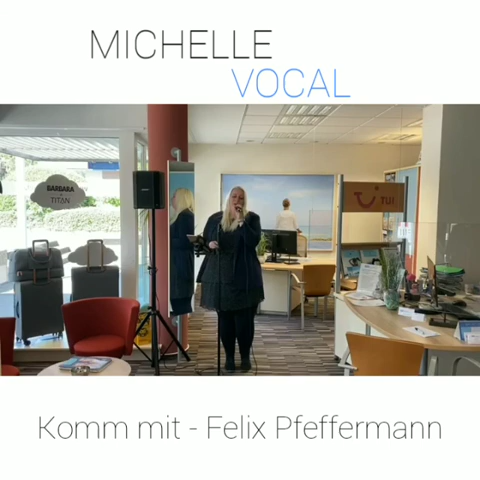 MICHELLE
VOCAL
BARBARA
TITAN
TUI
Komm mit - Felix Pfeffermann